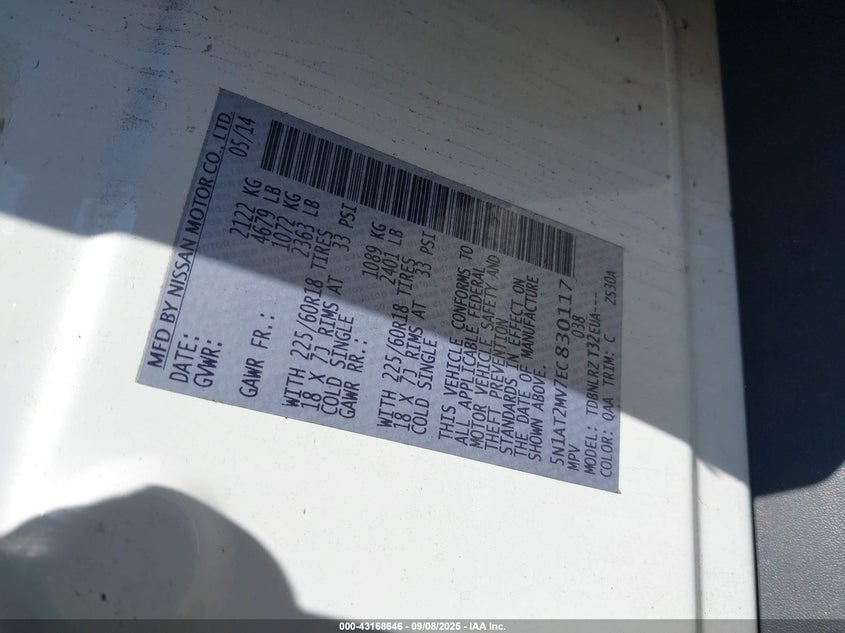 MFD BY NISSAN MOTOR CO., LTD.
DATE: 05/14
GVWR: 2122 KG
4679 LB
GAWR FR.: 1072 KG
2363 LB
WITH 225/60R18 TIRES
18 X 7J RIMS AT 33 PSI
COLD SINGLE
GAWR RR.: 1089 KG
2401 LB
WITH 225/60R18 TIRES
18 X 7J RIMS AT 33 PSI
COLD SINGLE
THIS VEHICLE CONFORMS TO
ALL APPLICABLE FEDERAL
MOTOR VEHICLE SAFETY AND
THEFT PREVENTION
STANDARDS IN EFFECT ON
THE DATE OF MANUFACTURE
SHOWN ABOVE.
5N1AT2MV7EC830117
MPV 038
MODEL: TDBNLRZ T32EUA---
COLOR: QAA TRIM: C 2S30A
000-43168646 - 09/08/2025 - IAA Inc.